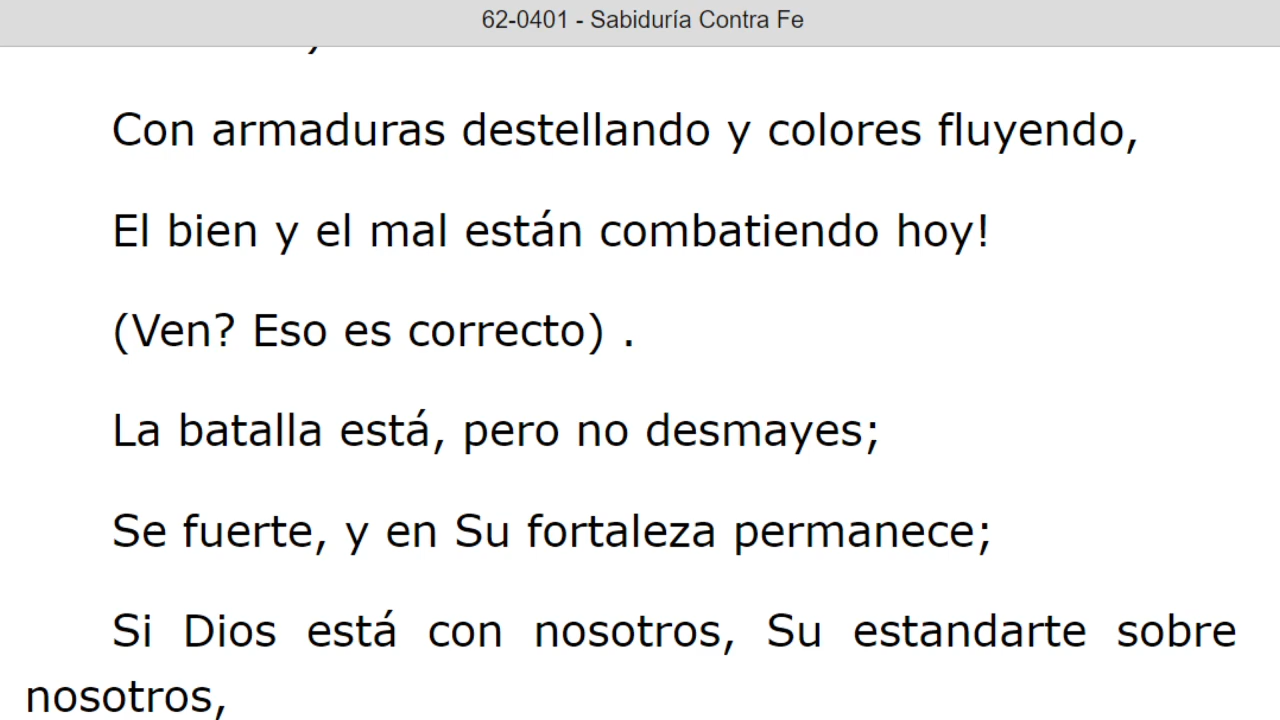 62-0401 - Sabiduría Contra Fe
Con armaduras destellando y colores fluyendo,
El bien y el mal están combatiendo hoy!
(Ven? Eso es correcto) .
La batalla está, pero no desmayes;
Se fuerte, y en Su fortaleza permanece;
Si Dios está con nosotros, Su estandarte sobre
nosotros,